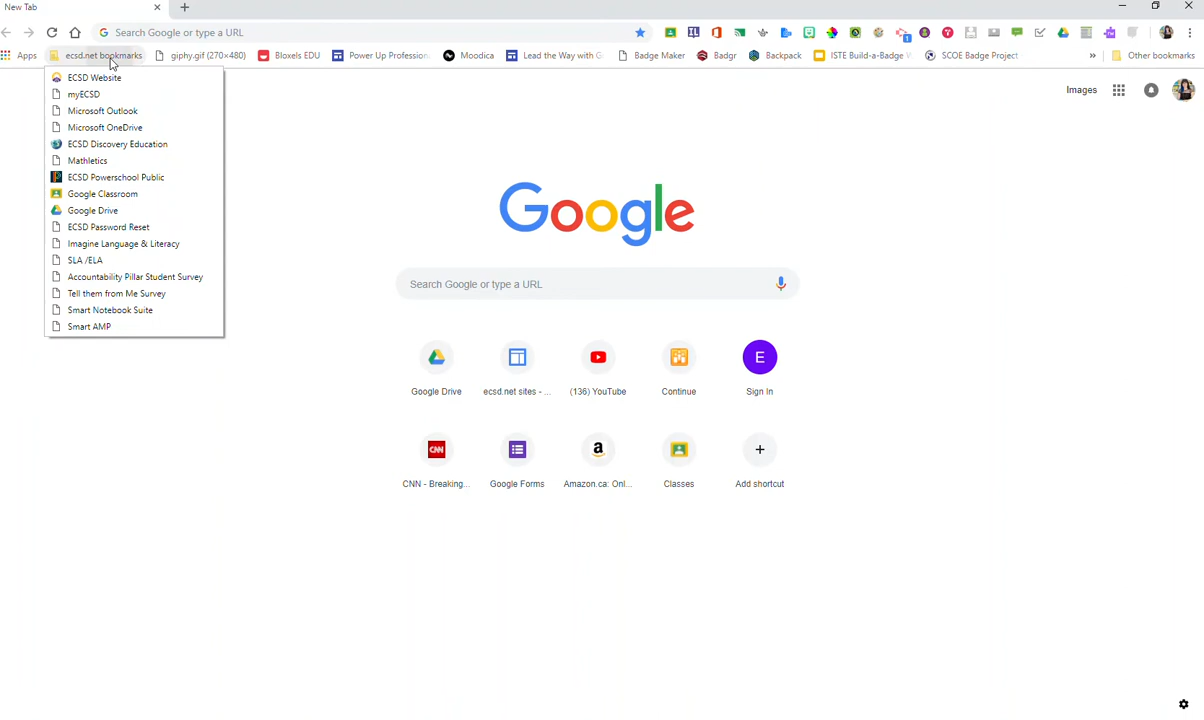 New Tab
Search Google or type a URL
Apps
ecsd.net bookmarks
giphy.gif (270×480)
Bloxels EDU
Power Up Profession
Moodica
Lead the Way with G
Badge Maker
Badgr
Backpack
ISTE Build-a-Badge W
SCOE Badge Project
»
Other bookmarks
ECSD Website
myECSD
Microsoft Outlook
Microsoft OneDrive
ECSD Discovery Education
Mathletics
ECSD Powerschool Public
Google Classroom
Google Drive
ECSD Password Reset
Imagine Language & Literacy
SLA /ELA
Accountability Pillar Student Survey
Tell them from Me Survey
Smart Notebook Suite
Smart AMP
Images
Google
Search Google or type a URL
E
Google Drive
ecsd.net sites - ...
(136) YouTube
Continue
Sign In
CNN
a
CNN - Breaking...
Google Forms
Amazon.ca: Onl...
Classes
Add shortcut